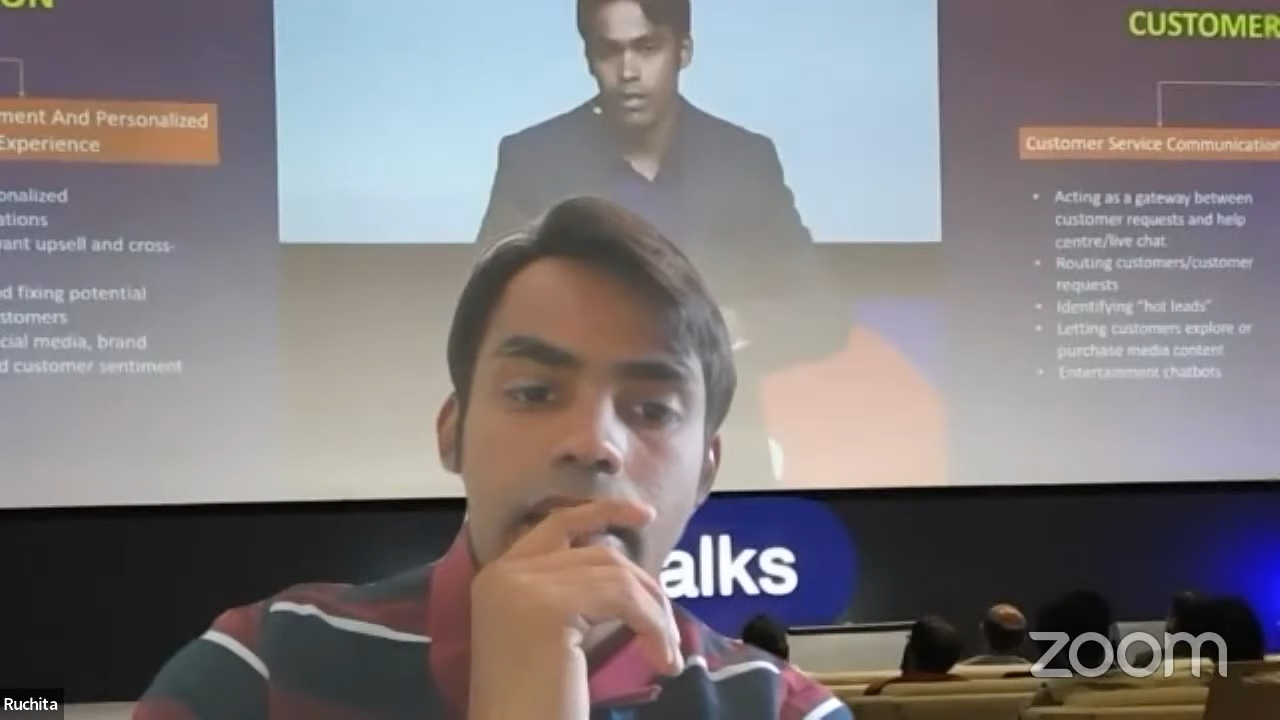 ON
ment And Personalized
Experience
onalized
ations
vant upsell and cross-
d fixing potential
stomers
cial media, brand
d customer sentiment
CUSTOMER
Customer Service Communication
• Acting as a gateway between
customer requests and help
centre/live chat
• Routing customers/customer
requests
• Identifying "hot leads"
• Letting customers explore or
purchase media content
• Entertainment chatbots
alks
zoom
Ruchita